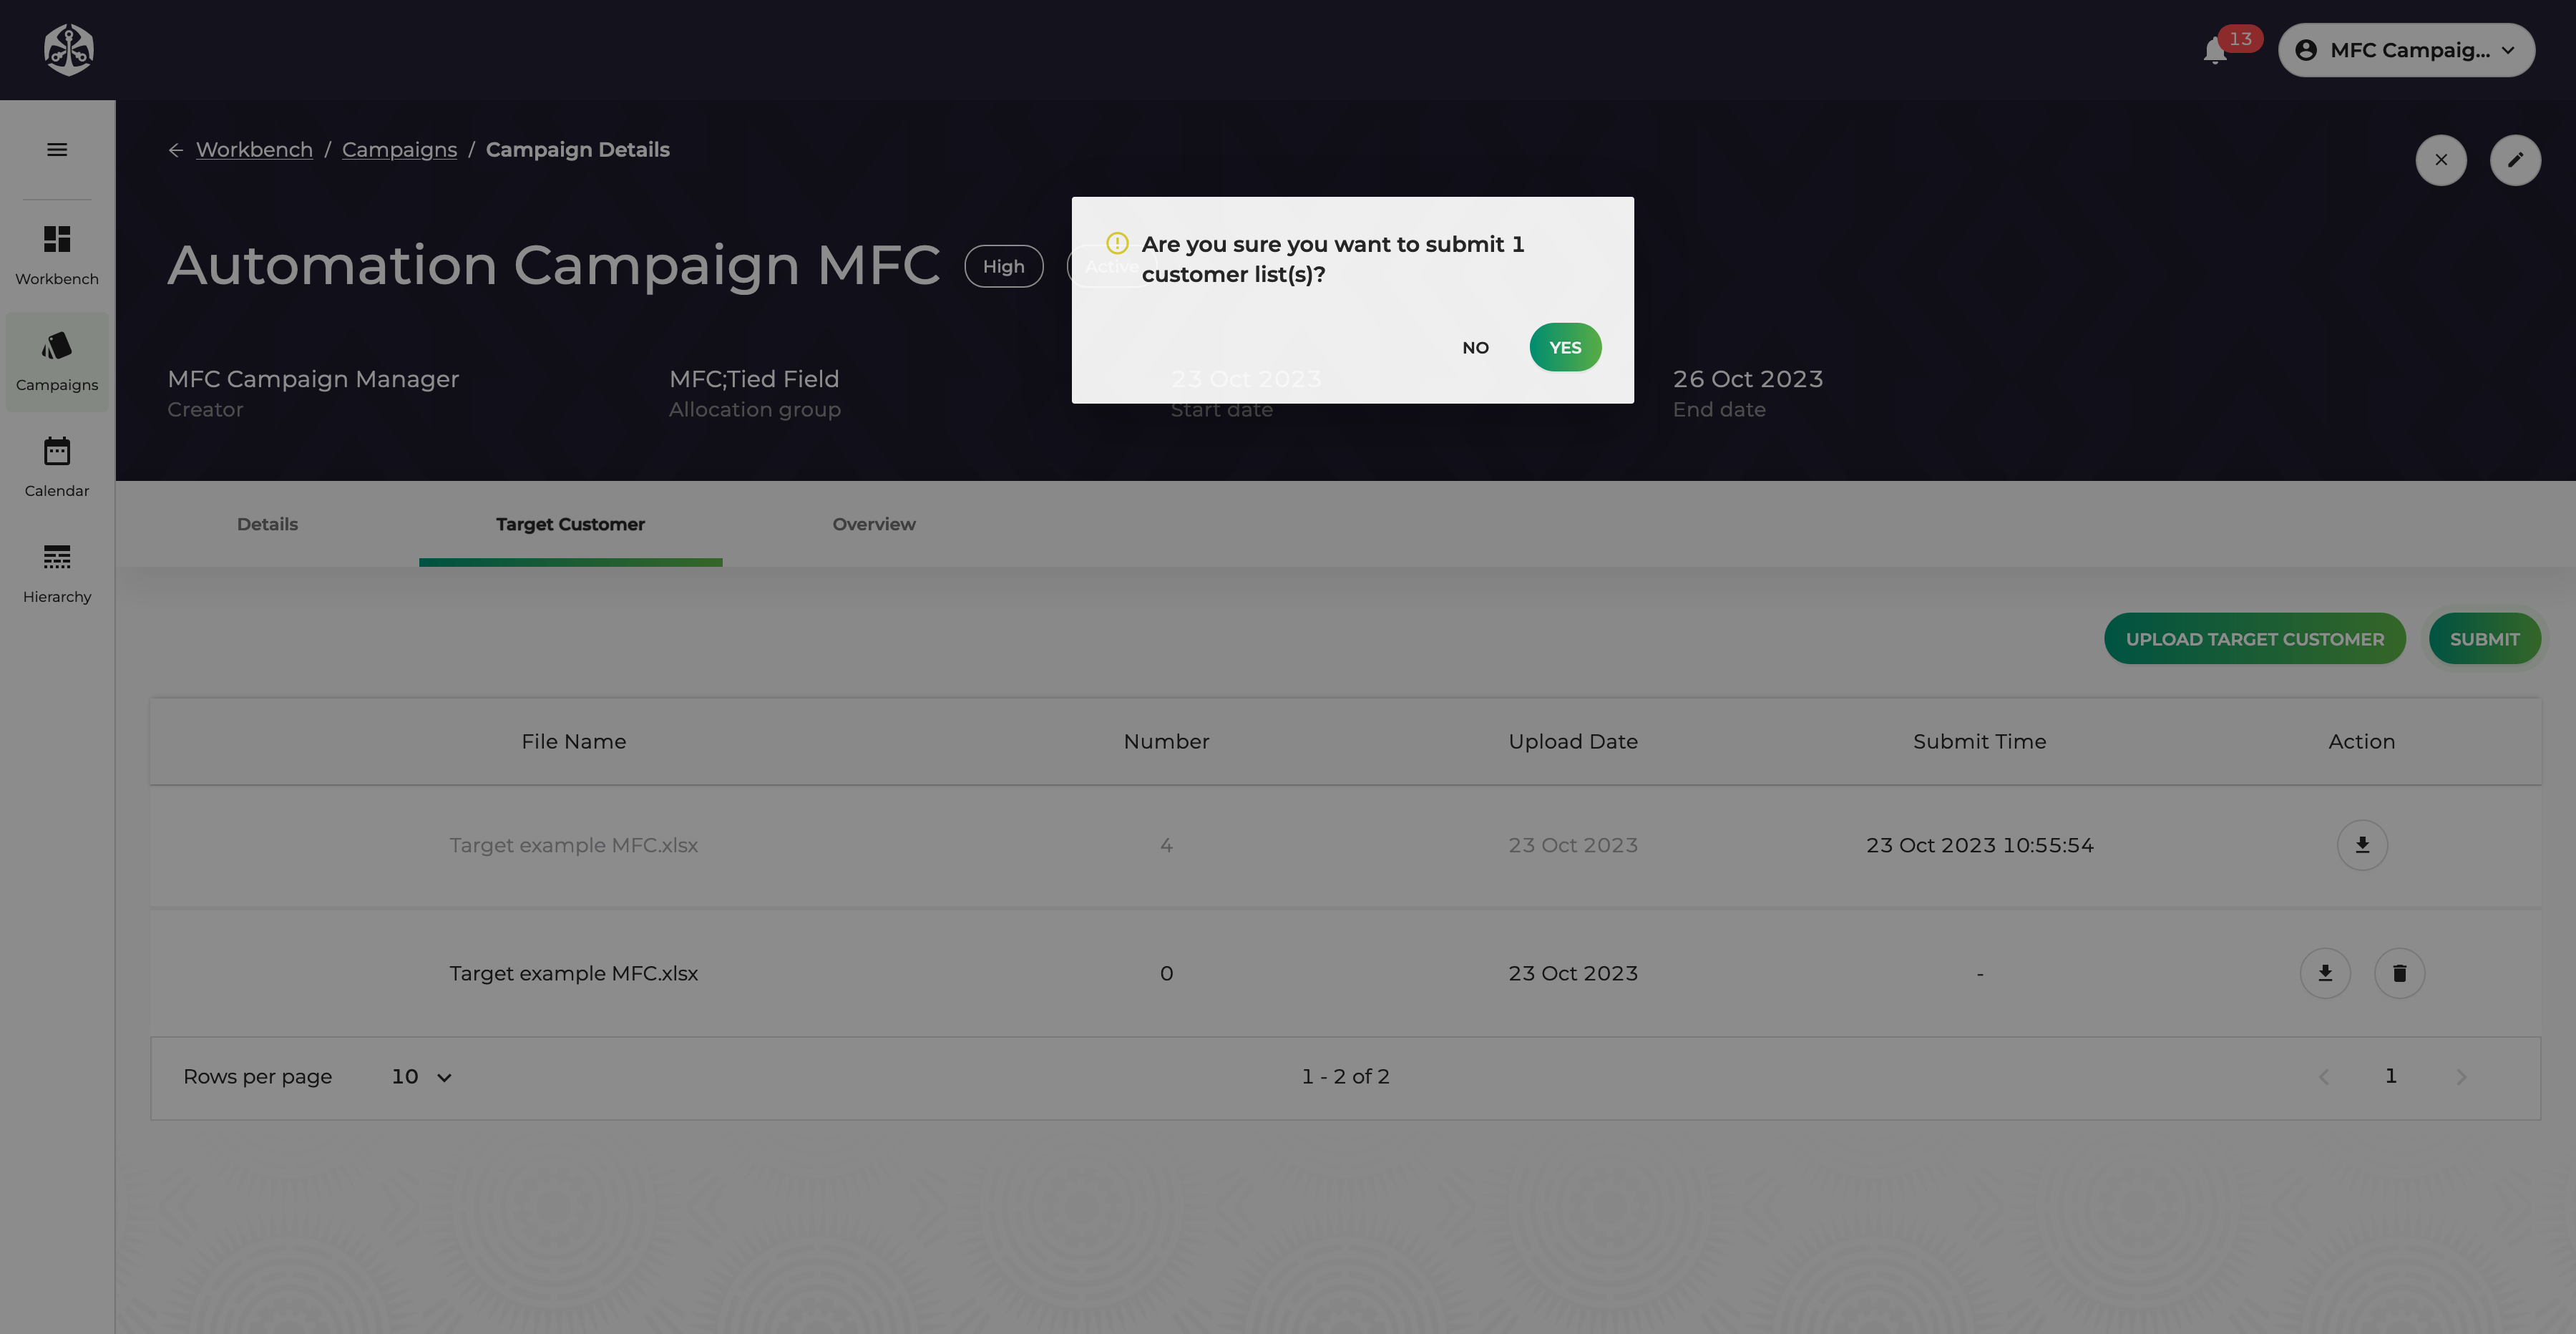 13
MFC Campaig...
Workbench / Campaigns / Campaign Details
Are you sure you want to submit 1
customer list(s)?
NO
YES
Automation Campaign MFC
High
Active
MFC Campaign Manager
Creator
MFC;Tied Field
Allocation group
23 Oct 2023
Start date
26 Oct 2023
End date
Workbench
Campaigns
Calendar
Hierarchy
Details
Target Customer
Overview
UPLOAD TARGET CUSTOMER
SUBMIT
File Name Number Upload Date Submit Time Action
Target example MFC.xlsx 4 23 Oct 2023 23 Oct 2023 10:55:54
Target example MFC.xlsx 0 23 Oct 2023 -
Rows per page 10 1 - 2 of 2 1